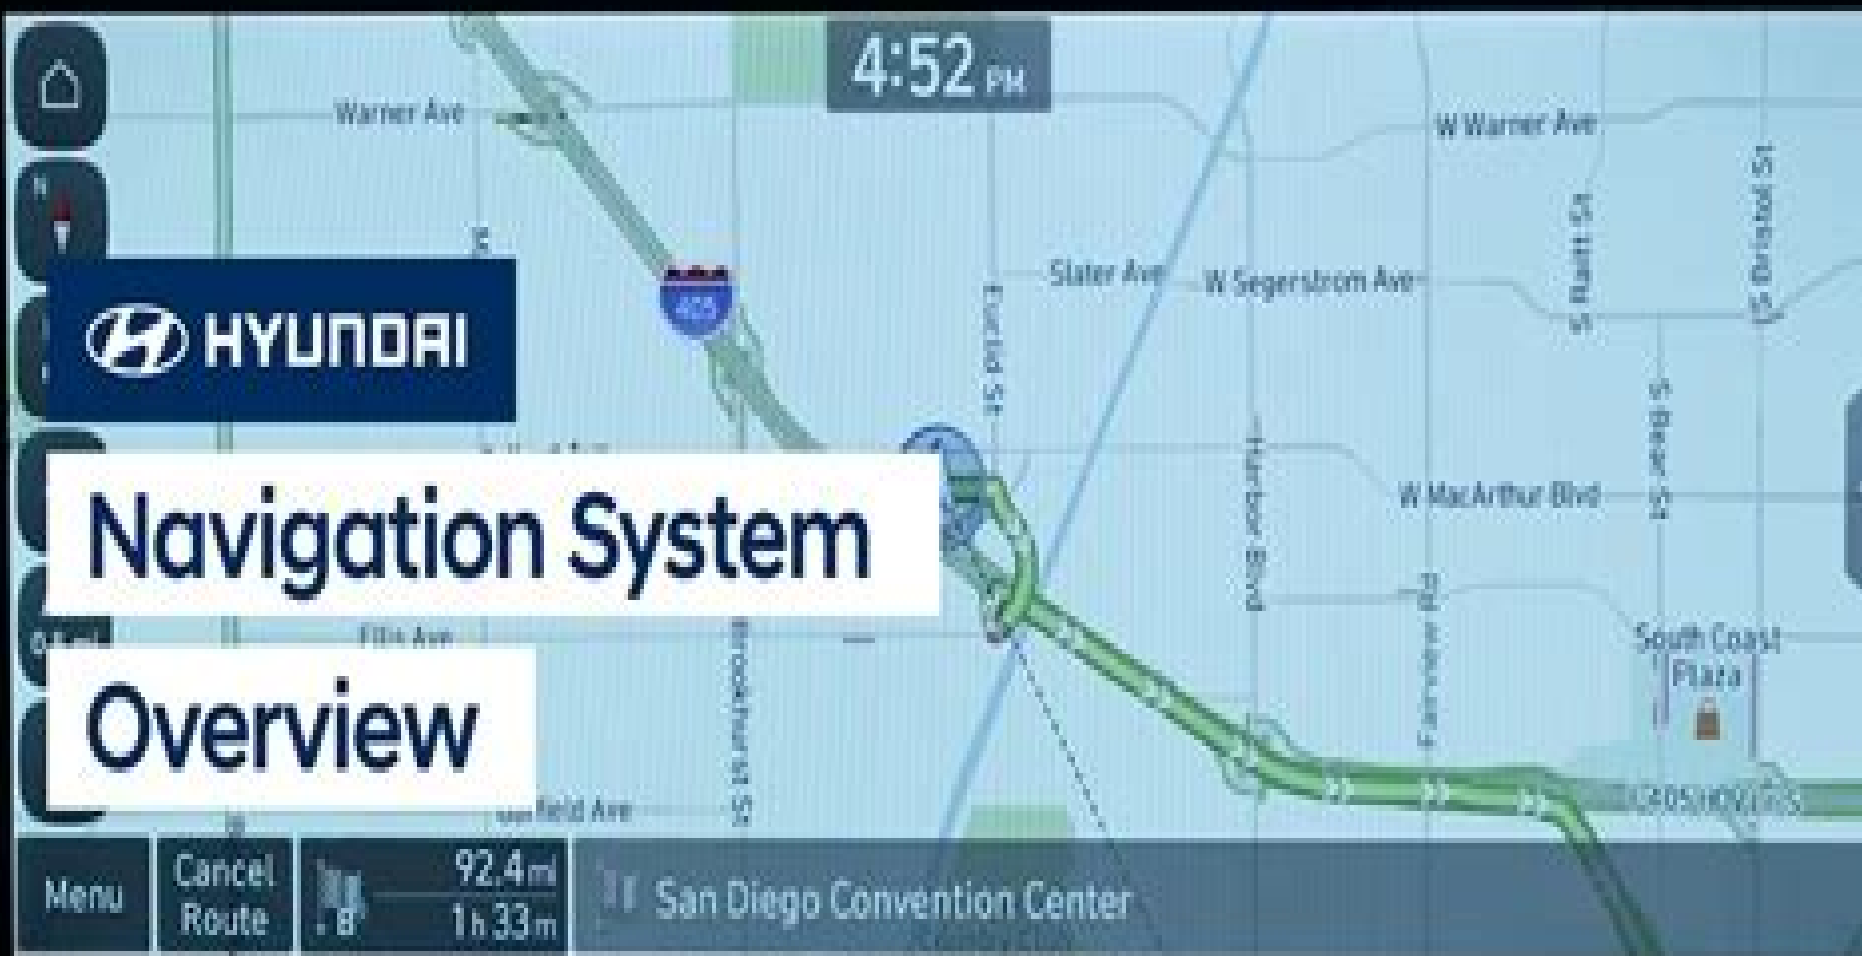 4:52 PM
Warner Ave
W Warner Ave
N
S Bristol St
S Raitt St
Slater Ave
W Segerstrom Ave
405
Euclid St
HYUNDAI
S Bear St
W MacArthur Blvd
Harbor Blvd
Navigation System
Fairview Rd
Ellis Ave
South Coast
Plaza
Brookhurst St
Overview
Menu
Cancel
Route
8
92.4 mi
1h 33m
San Diego Convention Center